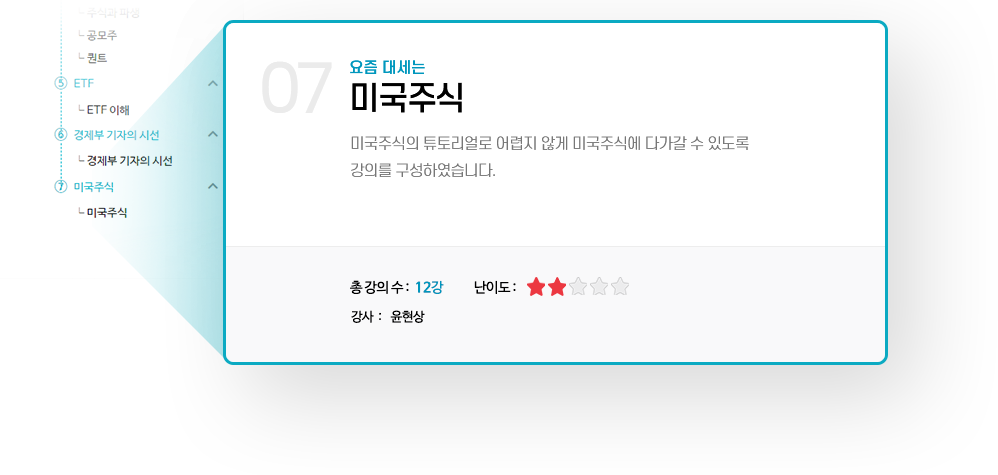 └ 주식과 파생
└ 공모주
└ 퀀트
⑤ ETF
└ ETF 이해
⑥ 경제부 기자의 시선
└ 경제부 기자의 시선
⑦ 미국주식
└ 미국주식
07
요즘 대세는
미국주식
미국주식의 튜토리얼로 어렵지 않게 미국주식에 다가갈 수 있도록
강의를 구성하였습니다.
총 강의 수 : 12강 난이도 :
강사 : 윤현상